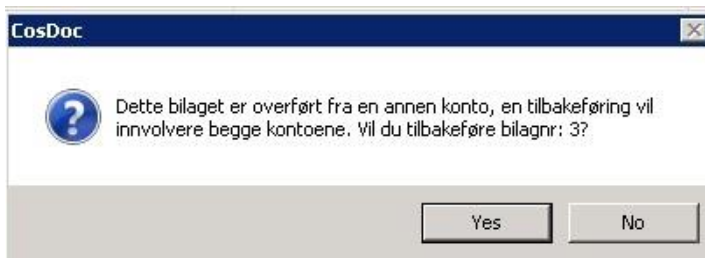 CosDoc
Dette bilaget er overført fra en annen konto, en tilbakeføring vil
innvolvere begge kontoene. Vil du tilbakeføre bilagnr: 3?
Yes No